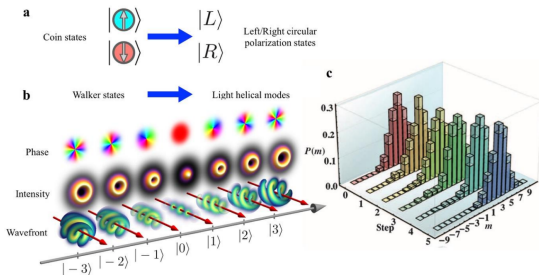 a
Coin states
|↑⟩
|↓⟩
|L⟩
|R⟩
Left/Right circular
polarization states
b
Walker states
Light helical modes
Phase
Intensity
Wavefront
|−3⟩
|−2⟩
|−1⟩
|0⟩
|1⟩
|2⟩
|3⟩
c
P(m)
0.3
0.2
0.1
0.0
0
1
2
3
4
5
Step
-9
-7
-5
-3
-1
1
3
5
7
9
m